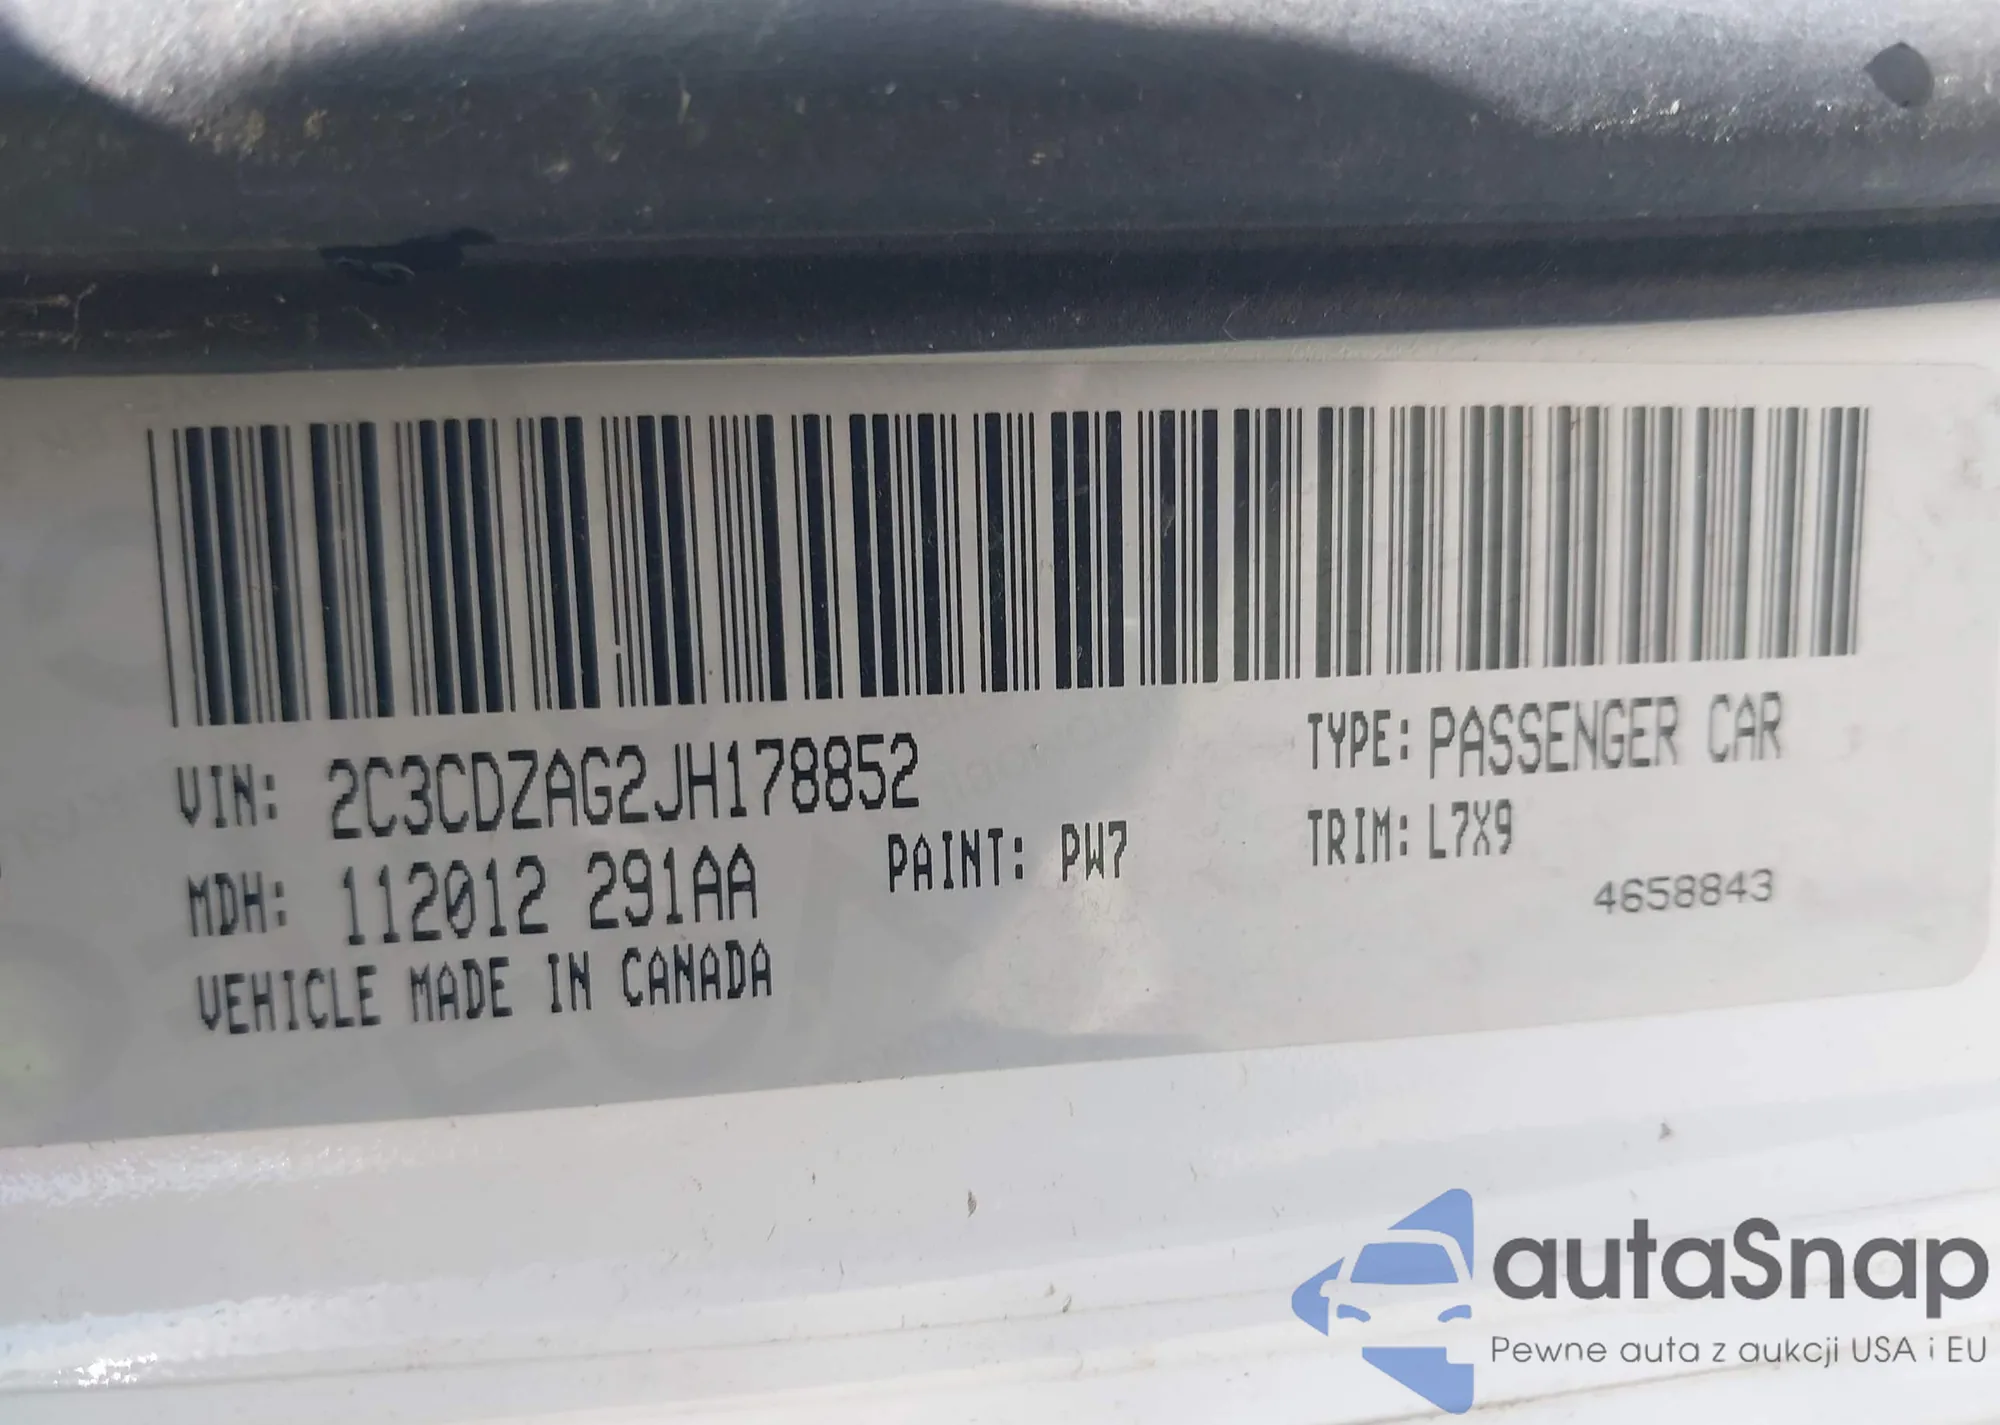 VIN: 2C3CDZAG2JH178852
TYPE: PASSENGER CAR
MDH: 112012 291AA
PAINT: PW7
TRIM: L7X9
4658843
VEHICLE MADE IN CANADA
autaSnap
Pewne auta z aukcji USA i EU